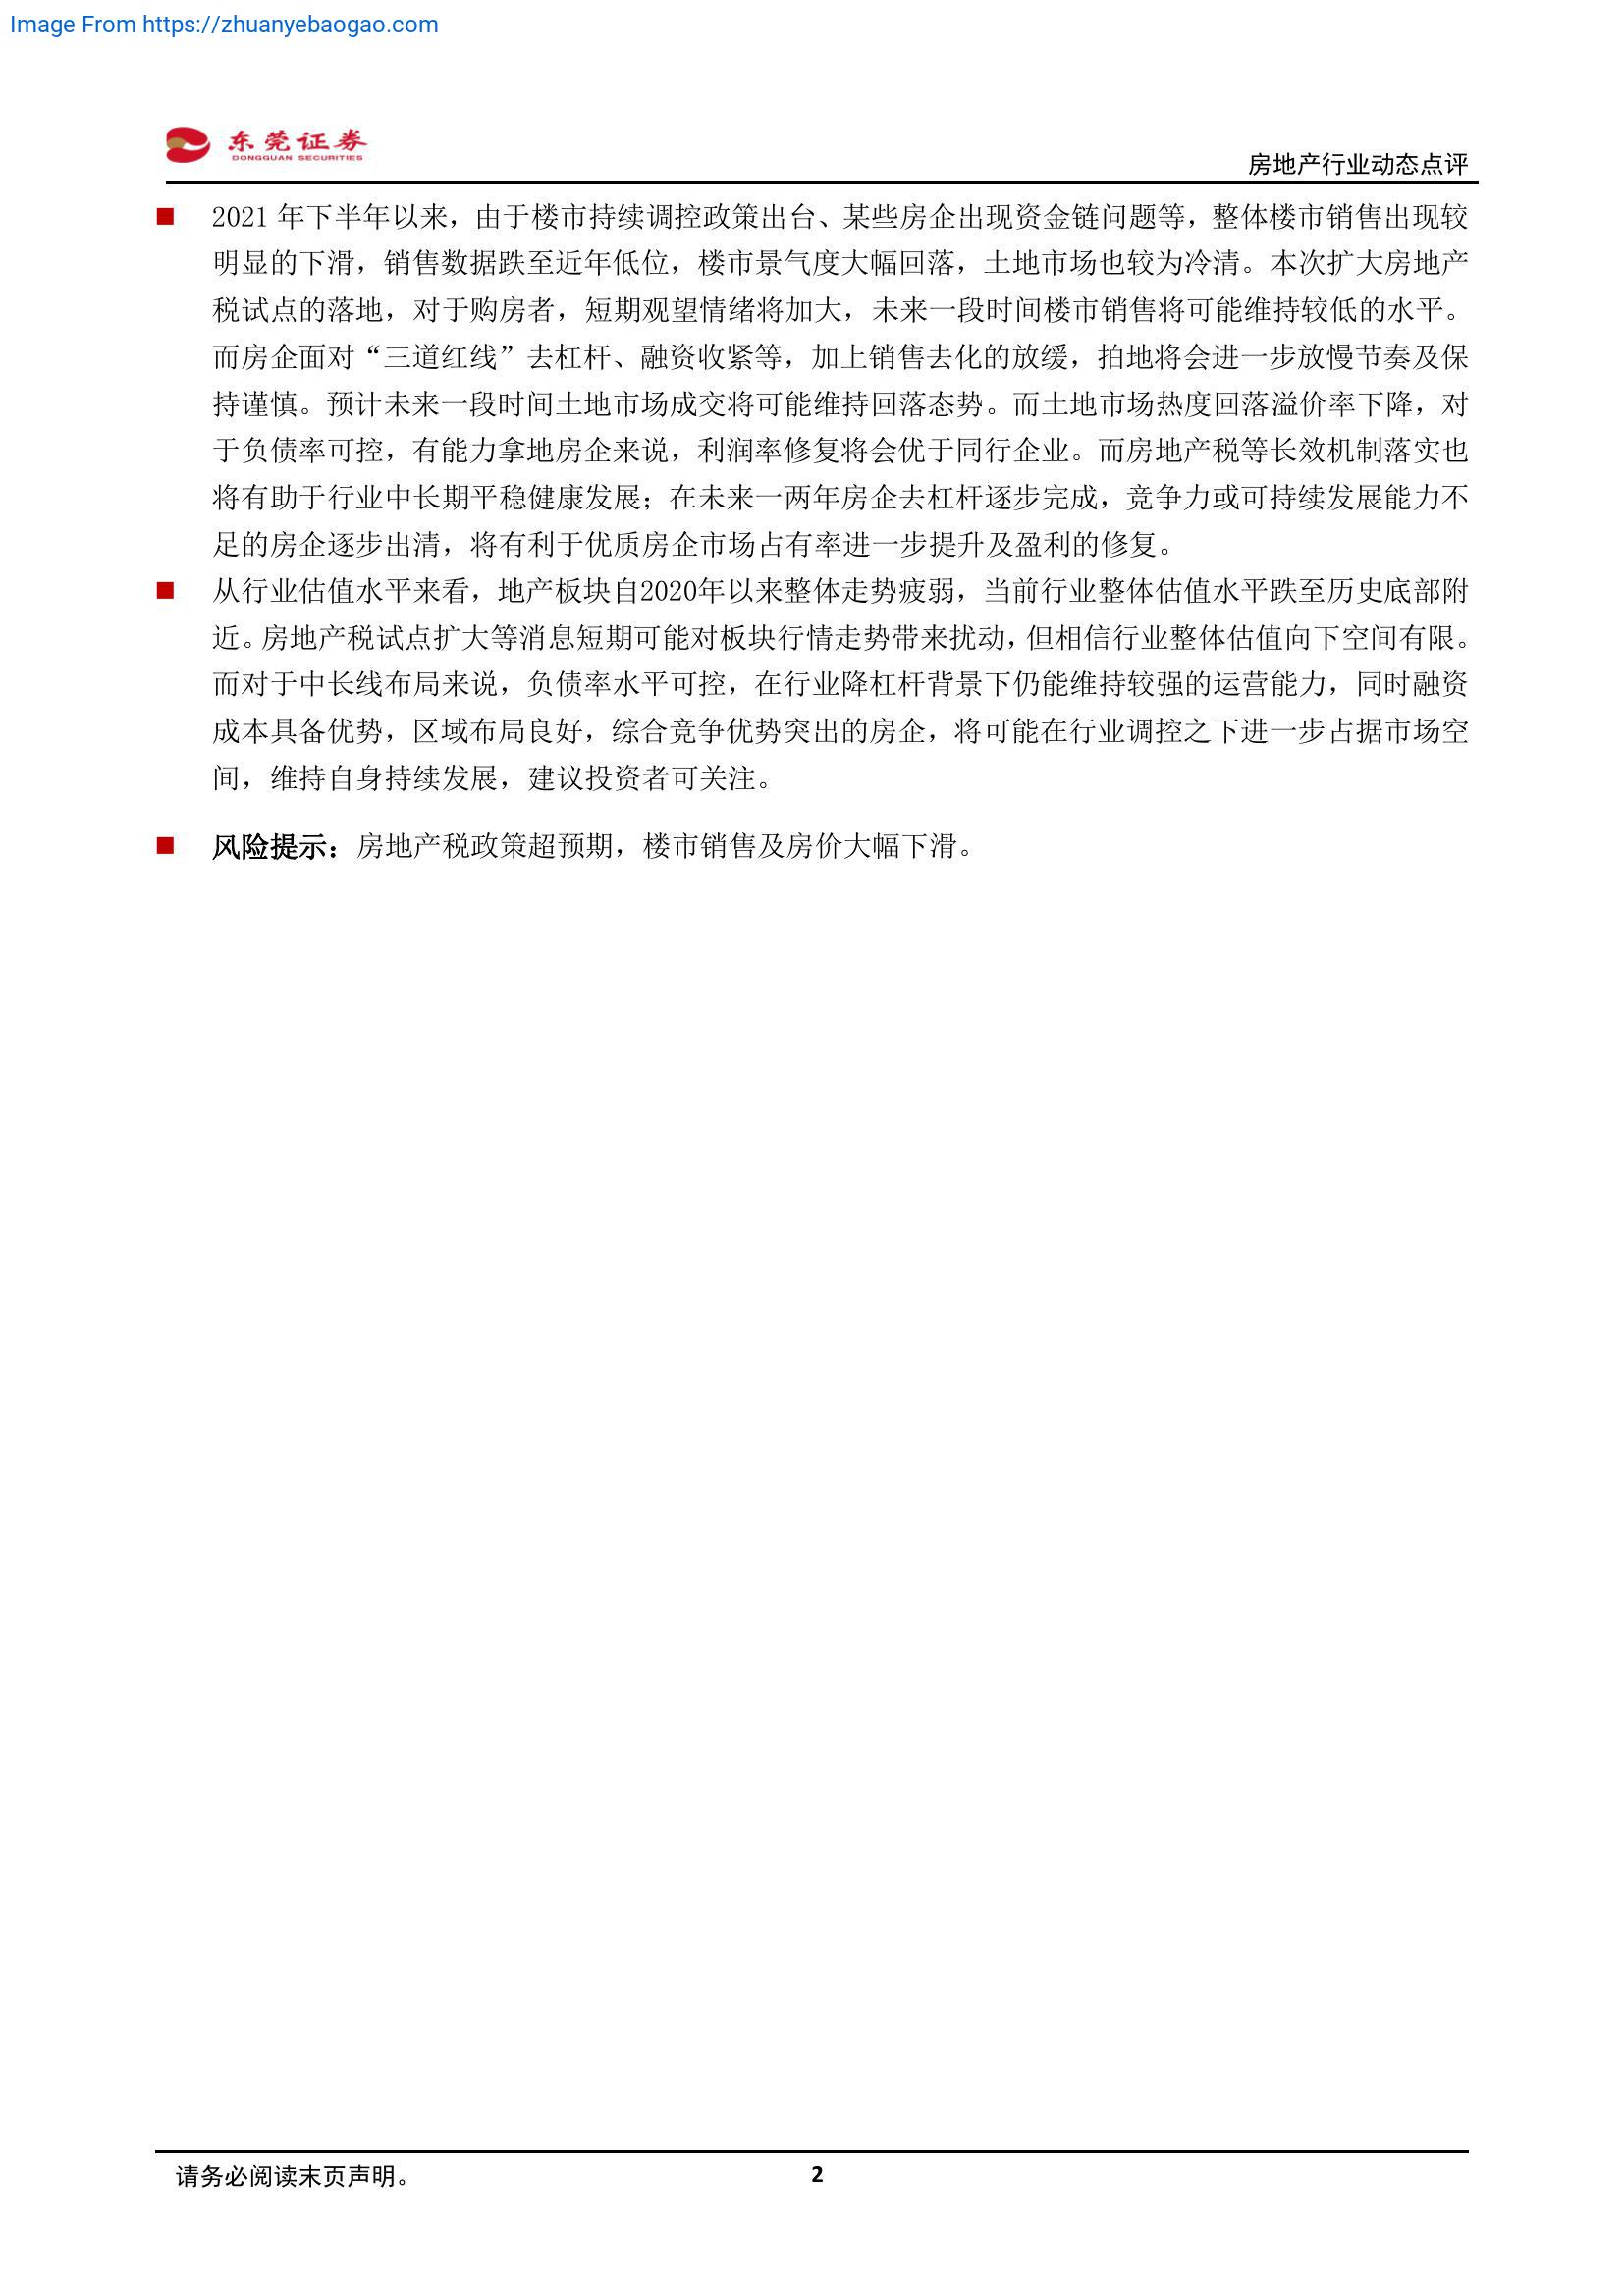 Image From https://zhuanyebaogao.com
东莞证券
DONGGUAN SECURITIES
房地产行业动态点评
2021 年下半年以来，由于楼市持续调控政策出台、某些房企出现资金链问题等，整体楼市销售出现较
明显的下滑，销售数据跌至近年低位，楼市景气度大幅回落，土地市场也较为冷清。本次扩大房地产
税试点的落地，对于购房者，短期观望情绪将加大，未来一段时间楼市销售将可能维持较低的水平。
而房企面对“三道红线”去杠杆、融资收紧等，加上销售去化的放缓，拍地将会进一步放慢节奏及保
持谨慎。预计未来一段时间土地市场成交将可能维持回落态势。而土地市场热度回落溢价率下降，对
于负债率可控，有能力拿地房企来说，利润率修复将会优于同行企业。而房地产税等长效机制落实也
将有助于行业中长期平稳健康发展；在未来一两年房企去杠杆逐步完成，竞争力或可持续发展能力不
足的房企逐步出清，将有利于优质房企市场占有率进一步提升及盈利的修复。
从行业估值水平来看，地产板块自2020年以来整体走势疲弱，当前行业整体估值水平跌至历史底部附
近。房地产税试点扩大等消息短期可能对板块行情走势带来扰动，但相信行业整体估值向下空间有限。
而对于中长线布局来说，负债率水平可控，在行业降杠杆背景下仍能维持较强的运营能力，同时融资
成本具备优势，区域布局良好，综合竞争优势突出的房企，将可能在行业调控之下进一步占据市场空
间，维持自身持续发展，建议投资者可关注。
风险提示：房地产税政策超预期，楼市销售及房价大幅下滑。
请务必阅读末页声明。
2